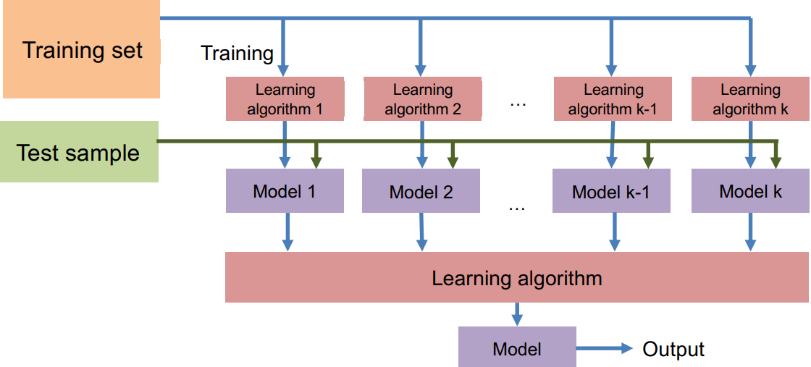 Training set
Training
Learning
algorithm 1
Learning
algorithm 2
...
Learning
algorithm k-1
Learning
algorithm k
Test sample
Model 1
Model 2
...
Model k-1
Model k
Learning algorithm
Model
Output